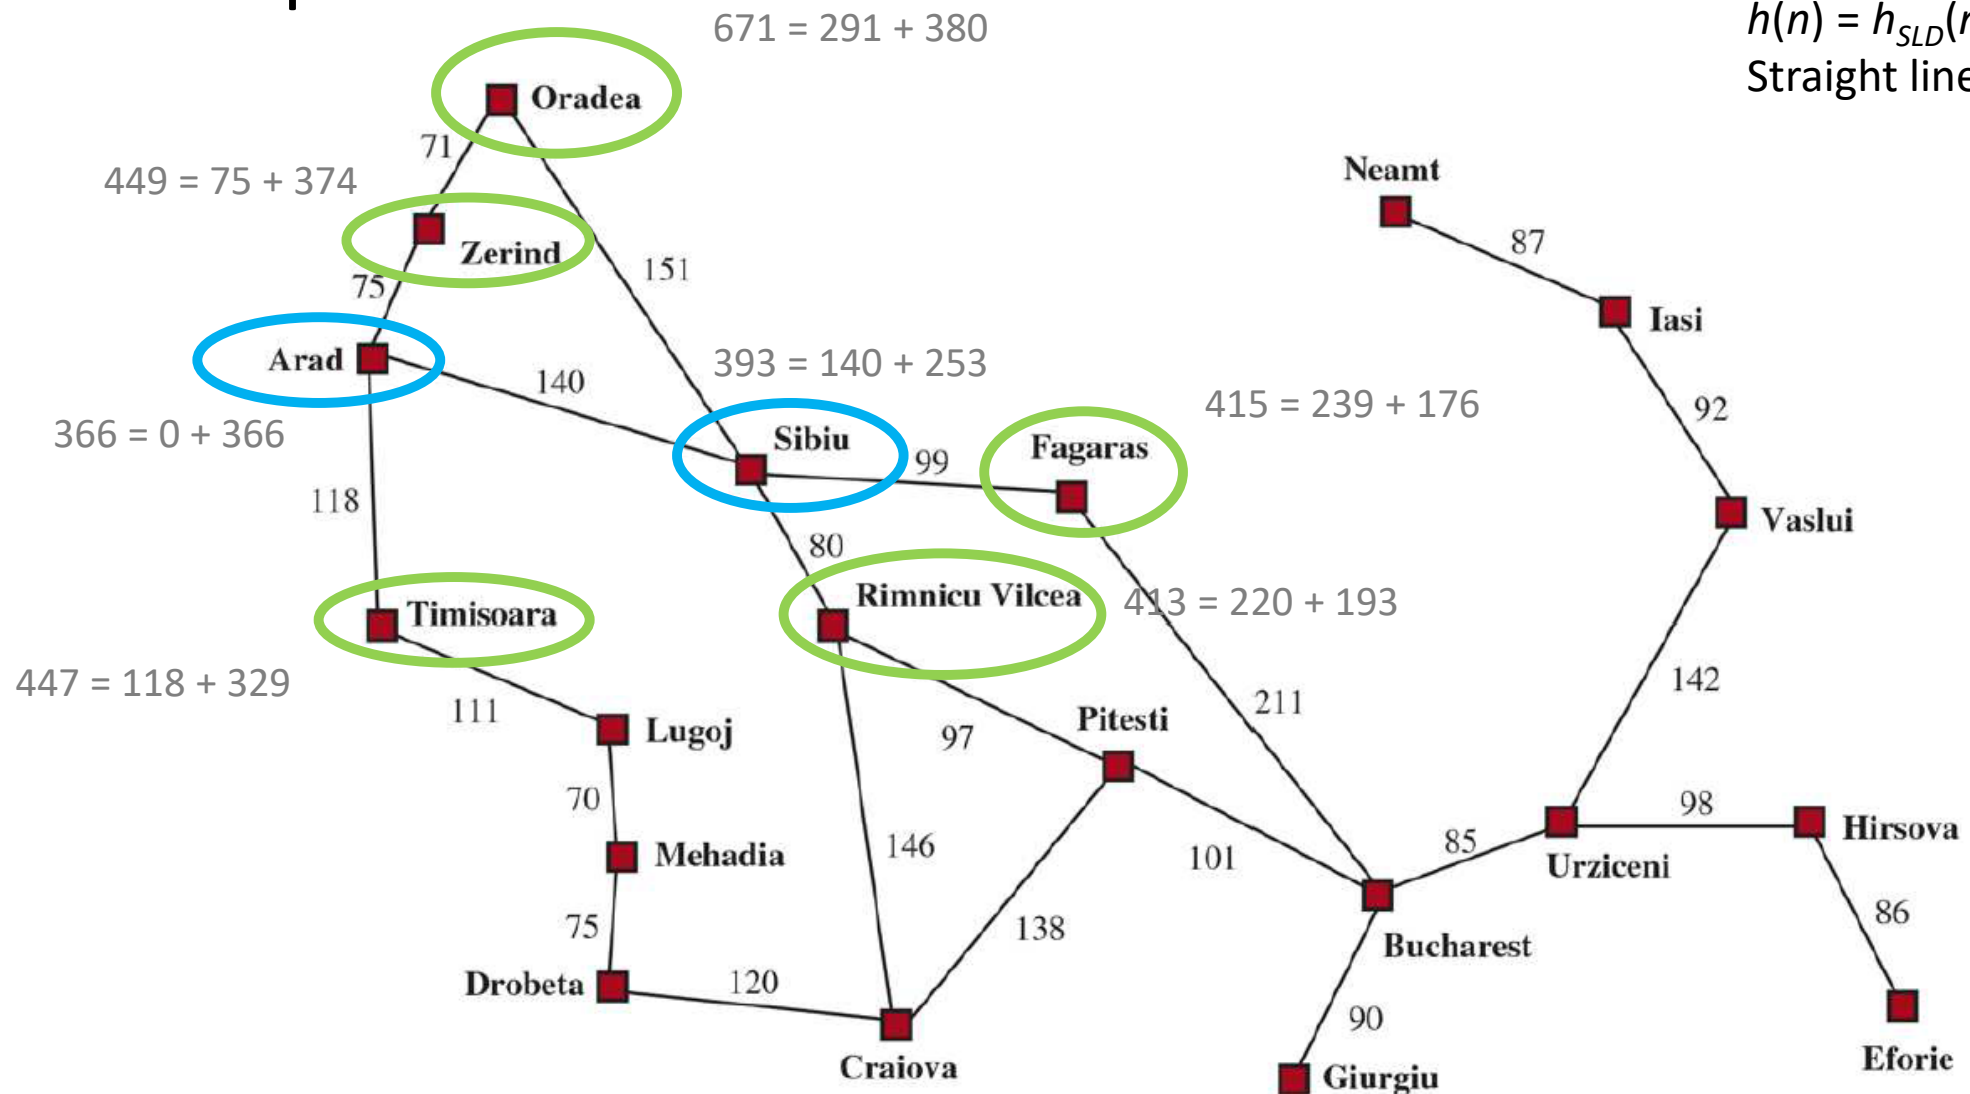 671 = 291 + 380
h(n) = hSLD(
Straight line
Oradea
71
449 = 75 + 374
Neamt
Zerind
87
151
75
Iasi
Arad
393 = 140 + 253
140
415 = 239 + 176
92
366 = 0 + 366
Sibiu
Fagaras
99
118
Vaslui
80
Rimnicu Vilcea
413 = 220 + 193
Timisoara
447 = 118 + 329
142
111
211
Lugoj
97
Pitesti
70
98
Hirsova
146
85
Mehadia
101
Urziceni
75
138
86
Bucharest
Drobeta
120
90
Craiova
Giurgiu
Eforie